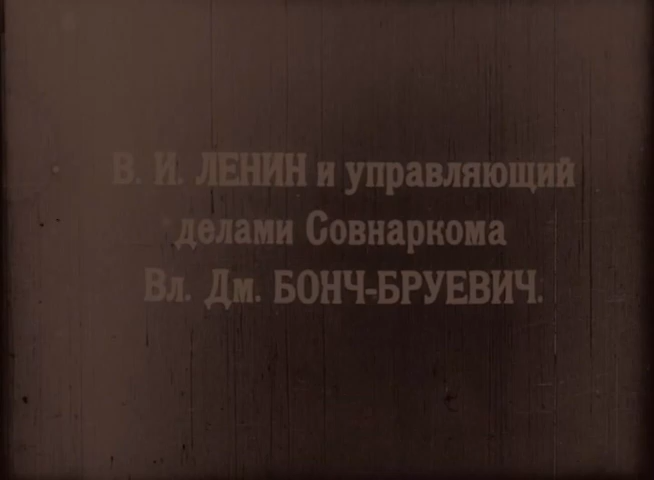 В. И. ЛЕНИН и управляющий
делами Совнаркома
Вл. Дм. БОНЧ-БРУЕВИЧ.